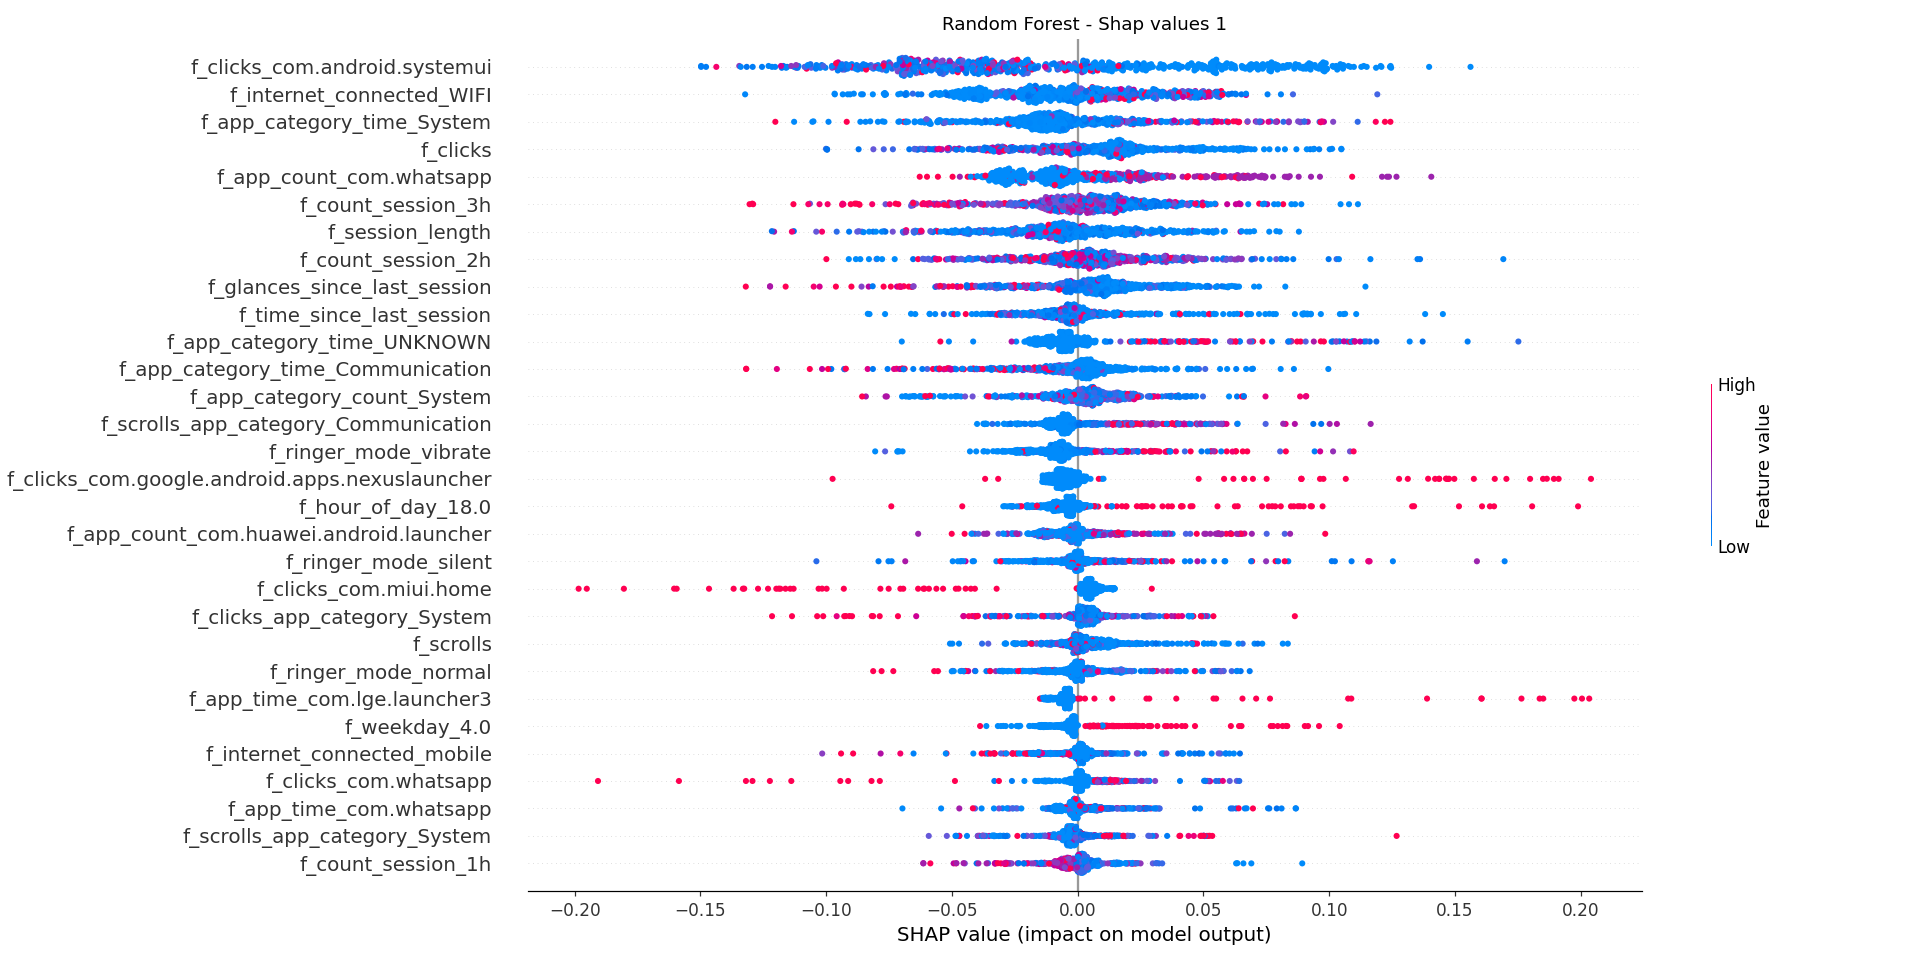 Random Forest - Shap values 1
f_clicks_com.android.systemui
f_internet_connected_WIFI
f_app_category_time_System
f_clicks
f_app_count_com.whatsapp
f_count_session_3h
f_session_length
f_count_session_2h
f_glances_since_last_session
f_time_since_last_session
f_app_category_time_UNKNOWN
f_app_category_time_Communication
f_app_category_count_System
f_scrolls_app_category_Communication
f_ringer_mode_vibrate
f_clicks_com.google.android.apps.nexuslauncher
f_hour_of_day_18.0
f_app_count_com.huawei.android.launcher
f_ringer_mode_silent
f_clicks_com.miui.home
f_clicks_app_category_System
f_scrolls
f_ringer_mode_normal
f_app_time_com.lge.launcher3
f_weekday_4.0
f_internet_connected_mobile
f_clicks_com.whatsapp
f_app_time_com.whatsapp
f_scrolls_app_category_System
f_count_session_1h
−0.20 −0.15 −0.10 −0.05 0.00 0.05 0.10 0.15 0.20
SHAP value (impact on model output)
High
Feature value
Low